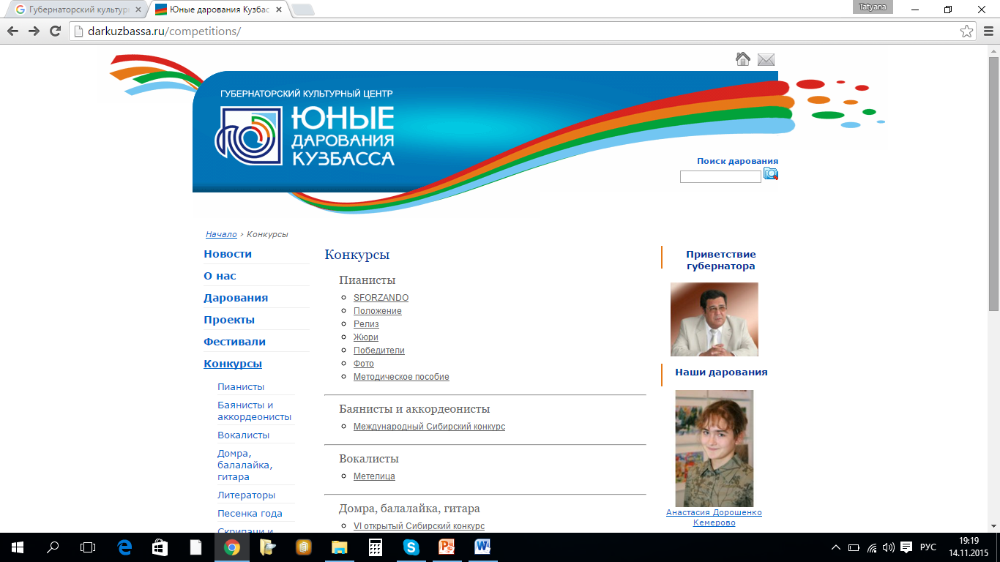 Губернаторский культур
Юные дарования Кузбас
Tatyana
darkuzbassa.ru/competitions/
ГУБЕРНАТОРСКИЙ КУЛЬТУРНЫЙ ЦЕНТР
ЮНЫЕ
ДАРОВАНИЯ
КУЗБАССА
Поиск дарования
Начало › Конкурсы
Новости
О нас
Дарования
Проекты
Фестивали
Конкурсы
Пианисты
Баянисты и
аккордеонисты
Вокалисты
Домра,
балалайка,
гитара
Литераторы
Песенка года
Скрипачи и
Конкурсы
Пианисты
SFORZANDO
Положение
Релиз
Жюри
Победители
Фото
Методическое пособие
Баянисты и аккордеонисты
Международный Сибирский конкурс
Вокалисты
Метелица
Домра, балалайка, гитара
VI открытый Сибирский конкурс
Приветствие
губернатора
Наши дарования
Анастасия Дорошенко
Кемерово
РУС
19:19
14.11.2015